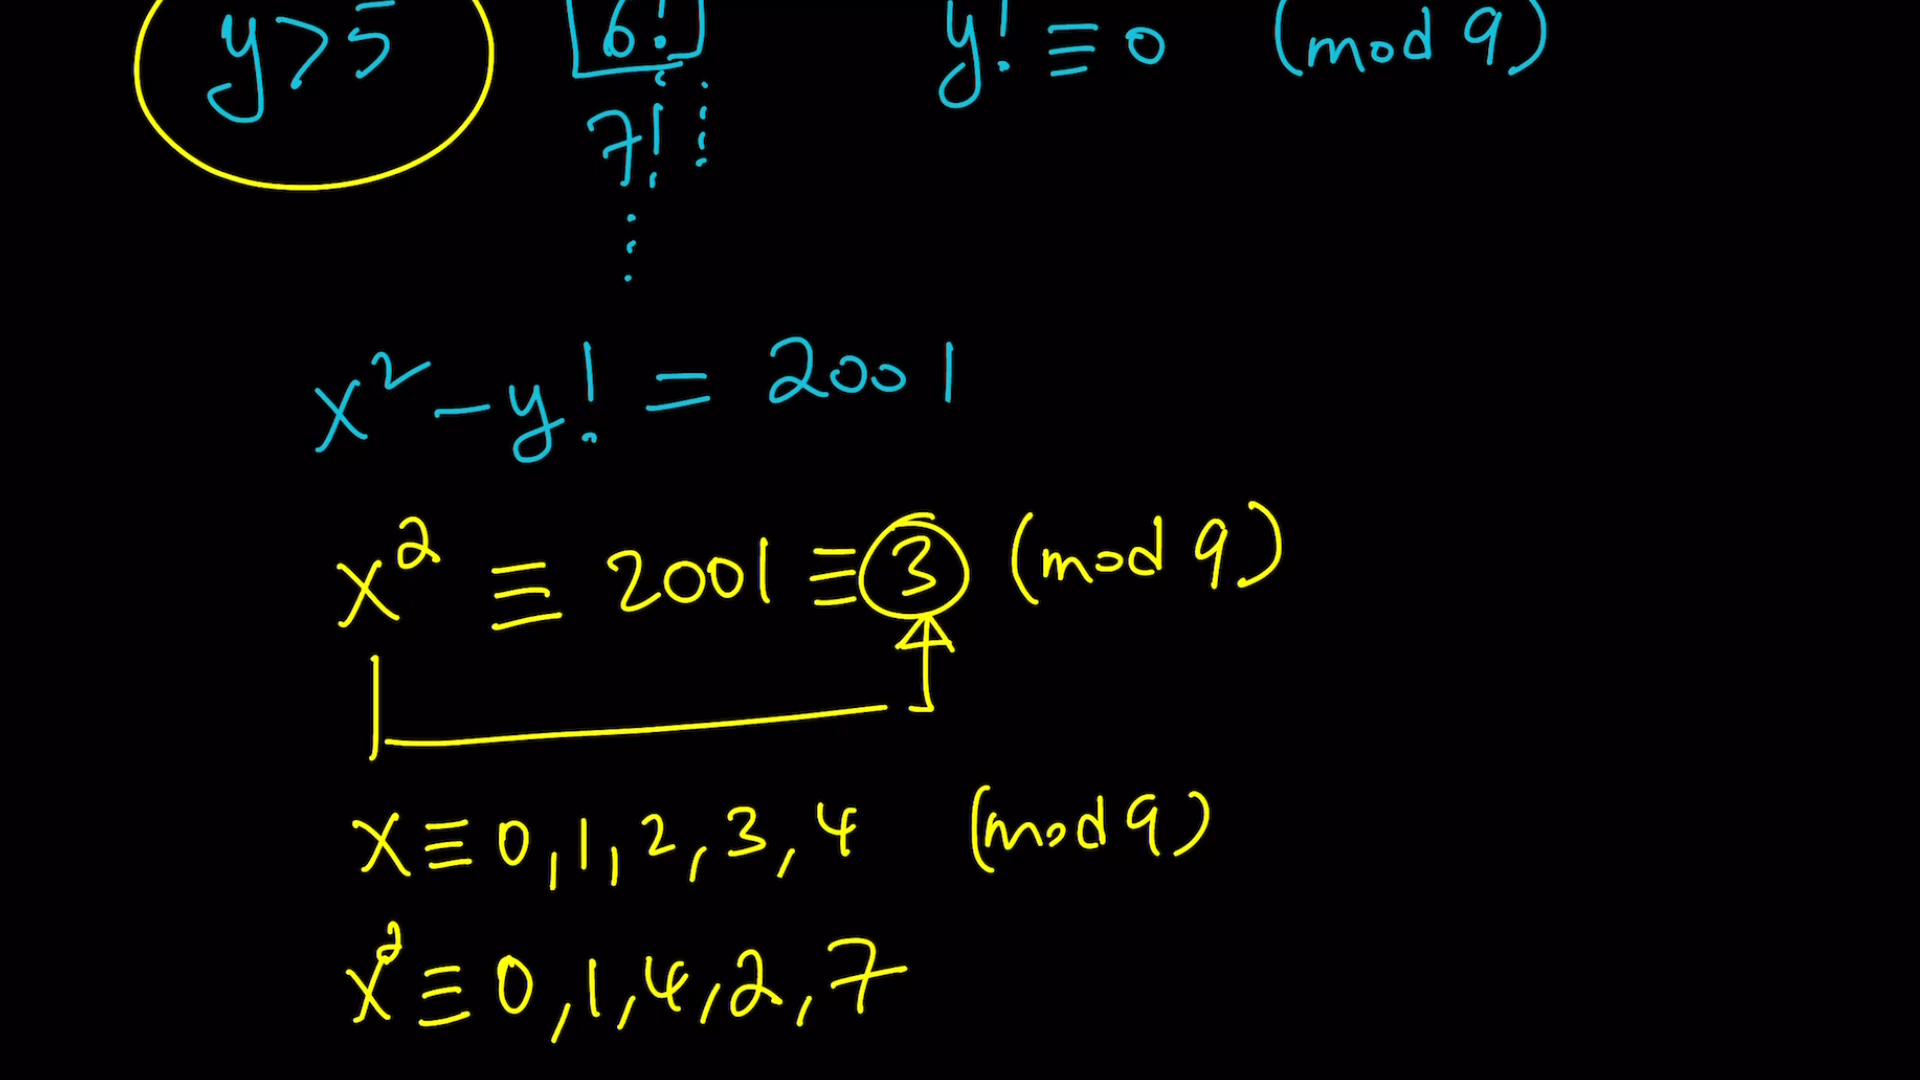 y>5 6! y! ≡ 0 (mod 9)
7!
x² - y! = 2001
x² ≡ 2001 ≡ 3 (mod 9)
x ≡ 0, 1, 2, 3, 4 (mod 9)
x² ≡ 0, 1, 4, 2, 7